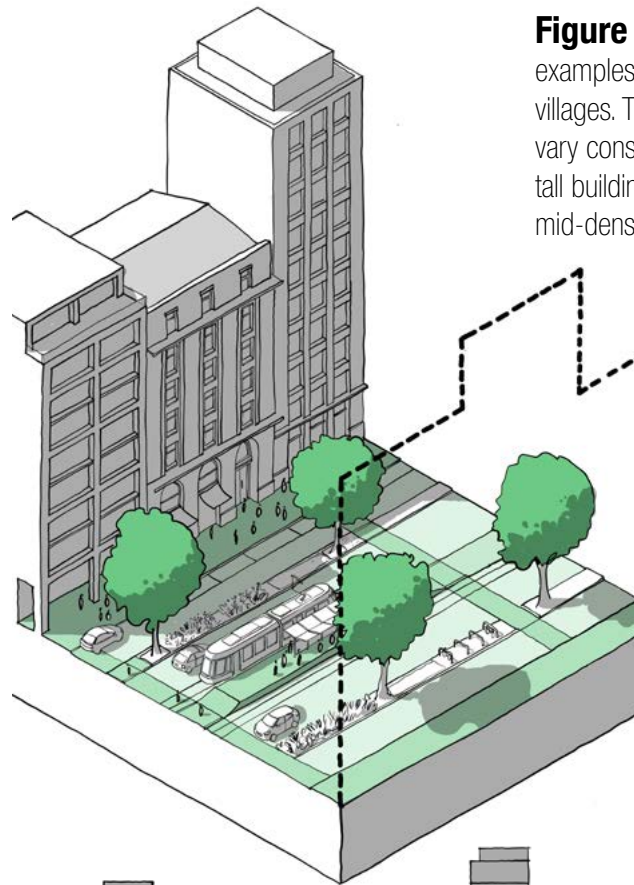 Figure
examples
villages. T
vary cons
tall buildin
mid-dens